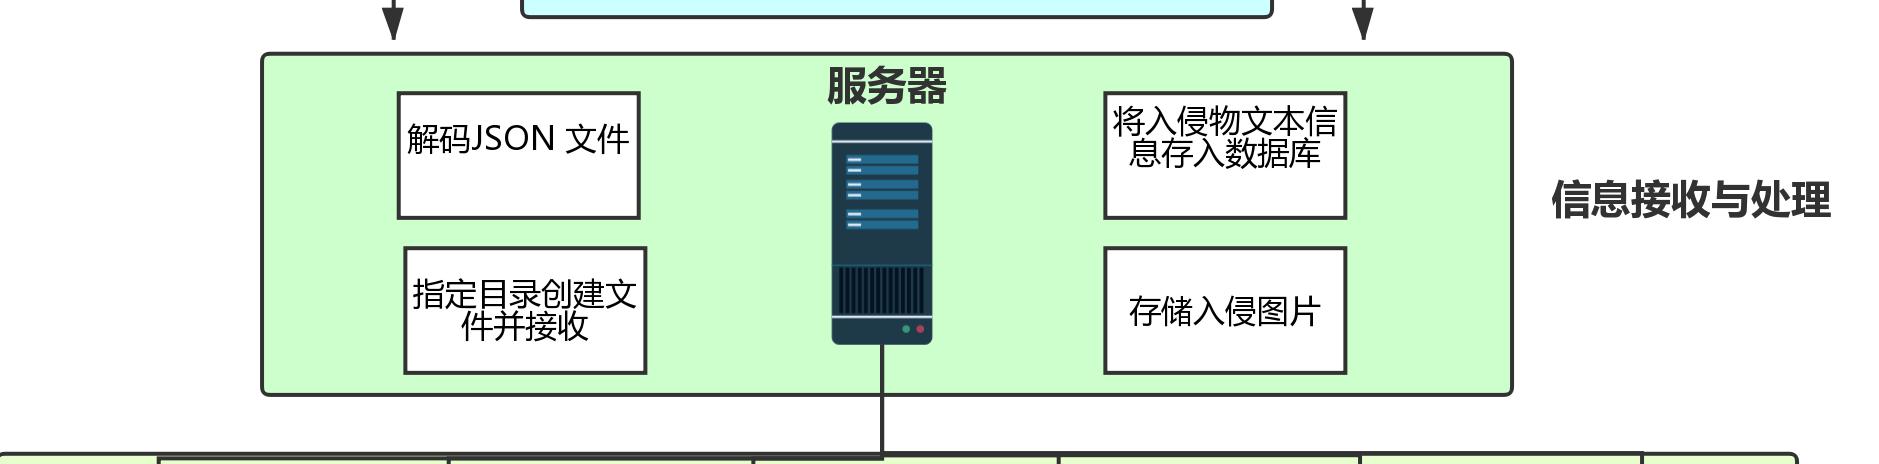 服务器
解码JSON 文件
将入侵物文本信
息存入数据库
信息接收与处理
指定目录创建文
件并接收
存储入侵图片